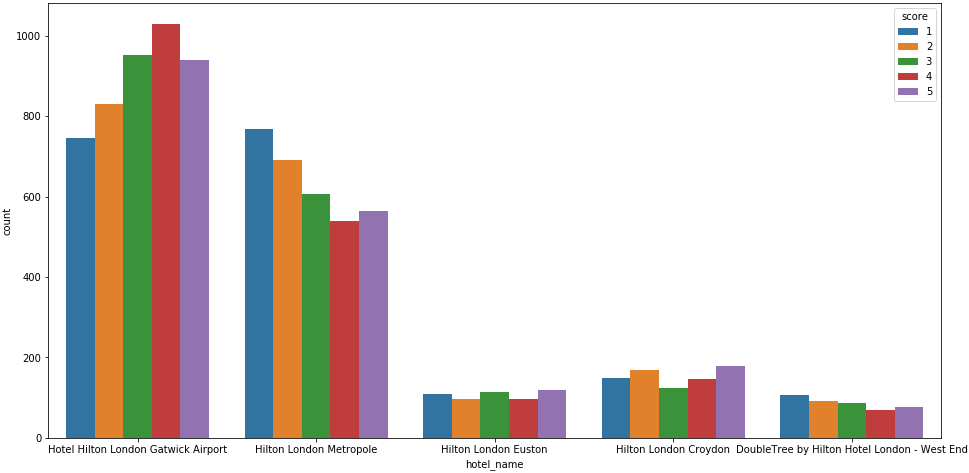 1000
800
600
400
200
0
count
score
1
2
3
4
5
Hotel Hilton London Gatwick Airport
Hilton London Metropole
Hilton London Euston
Hilton London Croydon
DoubleTree by Hilton Hotel London - West End
hotel_name